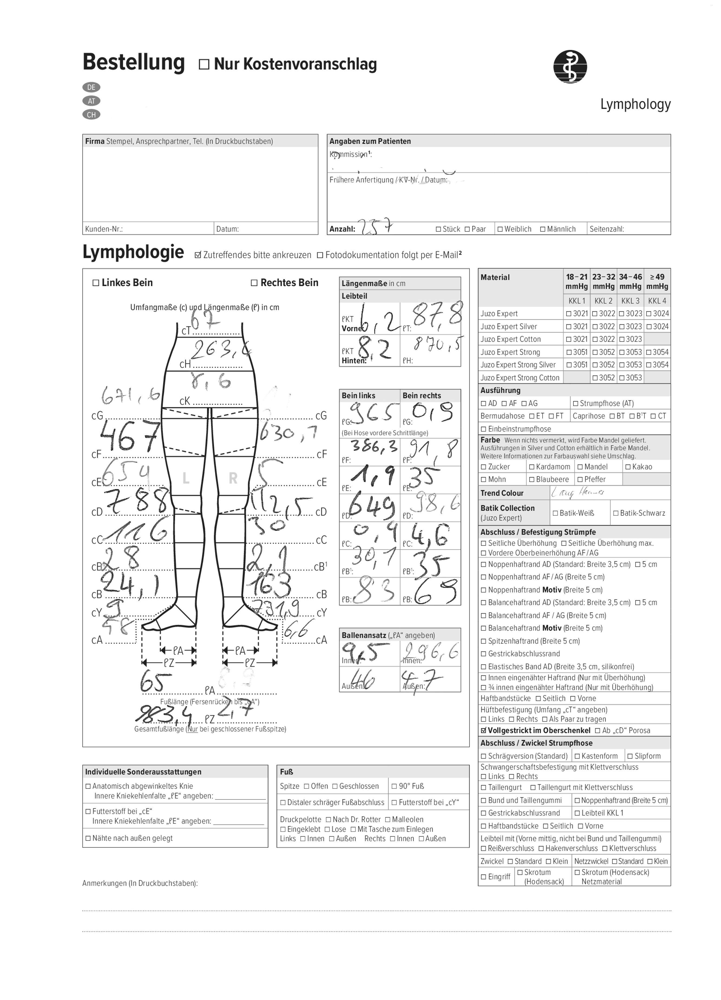 Bestellung ☐ Nur Kostenvoranschlag
DE
AT
CH
Lymphology
Firma Stempel, Ansprechpartner, Tel. (In Druckbuchstaben)
Kunden-Nr.: Datum:
Angaben zum Patienten
Kommission¹:
Frühere Anfertigung / KV-Nr. / Datum:
Anzahl: 257 ☐ Stück ☐ Paar ☐ Weiblich ☐ Männlich Seitenzahl:
Lymphologie ☑ Zutreffendes bitte ankreuzen ☐ Fotodokumentation folgt per E-Mail²
☐ Linkes Bein ☐ Rechtes Bein
Umfangmaße (c) und Längenmaße (ℓ) in cm
cT 67
cH 263,4
cK 8,6
671,6
cG cG
467 630,1
cF cF
cE 654 5 cE
cD 788 112,5 cD
cC 116 30 cC
cB¹ 28 2,1 cB¹
cB 24,1 163 cB
cY 9 731,9 cY
cA 58 6,6 cA
L R
ℓA ℓA
ℓZ ℓZ
65 ℓA 8,9
Fußlänge (Fersenrücken bis „cA“)
983,4 ℓZ 2,7
Gesamtfußlänge (Nur bei geschlossener Fußspitze)
Längenmaße in cm
Leibteil
ℓKT Vorne: 6,2 ℓT: 87,8
ℓKT Hinten: 8,2 ℓH: 870,5
Bein links Bein rechts
ℓG: 965 ℓG: 0,9
(Bei Hose vordere Schrittlänge)
ℓF: 386,3 ℓF: 91,8
ℓE: 1,9 ℓE: 35
ℓD: 649 ℓD: 98,6
ℓC: 0,9 ℓC: 4,6
ℓB¹: 30,1 ℓB¹: 35
ℓB: 83 ℓB: 69
Ballenansatz („ℓA“ angeben)
Innen: 9,5 Innen: 296,6
Außen: 46 Außen: 4,7
Material 18–21 mmHg 23–32 mmHg 34–46 mmHg ≥ 49 mmHg
KKL 1 KKL 2 KKL 3 KKL 4
Juzo Expert ☐ 3021 ☐ 3022 ☐ 3023 ☐ 3024
Juzo Expert Silver ☐ 3021 ☐ 3022 ☐ 3023 ☐ 3024
Juzo Expert Cotton ☐ 3021 ☐ 3022 ☐ 3023
Juzo Expert Strong ☐ 3051 ☐ 3052 ☐ 3053 ☐ 3054
Juzo Expert Strong Silver ☐ 3051 ☐ 3052 ☐ 3053 ☐ 3054
Juzo Expert Strong Cotton ☐ 3052 ☐ 3053
Ausführung
☐ AD ☐ AF ☐ AG ☐ Strumpfhose (AT)
Bermudahose ☐ ET ☐ FT Caprihose ☐ BT ☐ B¹T ☐ CT
☐ Einbeinstrumpfhose
Farbe Wenn nichts vermerkt, wird Farbe Mandel geliefert.
Ausführungen in Silver und Cotton erhältlich in Farbe Mandel.
Weitere Informationen zur Farbauswahl siehe Umschlag.
☐ Zucker ☐ Kardamom ☐ Mandel ☐ Kakao
☐ Mohn ☐ Blaubeere ☐ Pfeffer
Trend Colour
Batik Collection (Juzo Expert) ☐ Batik-Weiß ☐ Batik-Schwarz
Abschluss / Befestigung Strümpfe
☐ Seitliche Überhöhung ☐ Seitliche Überhöhung max.
☐ Vordere Oberbeinerhöhung AF / AG
☐ Noppenhaftrand AD (Standard: Breite 3,5 cm) ☐ 5 cm
☐ Noppenhaftrand AF / AG (Breite 5 cm)
☐ Noppenhaftrand Motiv (Breite 5 cm)
☐ Balancehaftrand AD (Standard: Breite 3,5 cm) ☐ 5 cm
☐ Balancehaftrand AF / AG (Breite 5 cm)
☐ Balancehaftrand Motiv (Breite 5 cm)
☐ Spitzenhaftrand (Breite 5 cm)
☐ Gestrickabschlussrand
☐ Elastisches Band AD (Breite 3,5 cm, silikonfrei)
☐ Innen eingenähter Haftrand (Nur mit Überhöhung)
☐ ¾ innen eingenähter Haftrand (Nur mit Überhöhung)
Haftbandstücke ☐ Seitlich ☐ Vorne
Hüftbefestigung (Umfang „cT“ angeben)
☐ Links ☐ Rechts ☐ Als Paar zu tragen
☑ Vollgestrickt im Oberschenkel ☐ Ab „cD“ Porosa
Abschluss / Zwickel Strumpfhose
☐ Schrägversion (Standard) ☐ Kastenform ☐ Slipform
Schwangerschaftsbefestigung mit Klettverschluss
☐ Links ☐ Rechts
☐ Taillengurt ☐ Taillengurt mit Klettverschluss
☐ Bund und Taillengummi ☐ Noppenhaftrand (Breite 5 cm)
☐ Gestrickabschlussrand ☐ Leibteil KKL 1
☐ Haftbandstücke ☐ Seitlich ☐ Vorne
Leibteil mit (Vorne mittig, nicht bei Bund und Taillengummi)
☐ Reißverschluss ☐ Hakenverschluss ☐ Klettverschluss
Zwickel ☐ Standard ☐ Klein Netzzwickel ☐ Standard ☐ Klein
☐ Eingriff ☐ Skrotum (Hodensack) ☐ Skrotum (Hodensack) Netzmaterial
Individuelle Sonderausstattungen
☐ Anatomisch abgewinkeltes Knie
Innere Kniekehlenfalte „ℓE“ angeben:
☐ Futterstoff bei „cE“
Innere Kniekehlenfalte „ℓE“ angeben:
☐ Nähte nach außen gelegt
Fuß
Spitze ☐ Offen ☐ Geschlossen ☐ 90° Fuß
☐ Distaler schräger Fußabschluss ☐ Futterstoff bei „cY“
Druckpelotte ☐ Nach Dr. Rotter ☐ Malleolen
☐ Eingeklebt ☐ Lose ☐ Mit Tasche zum Einlegen
Links ☐ Innen ☐ Außen Rechts ☐ Innen ☐ Außen
Anmerkungen (In Druckbuchstaben):